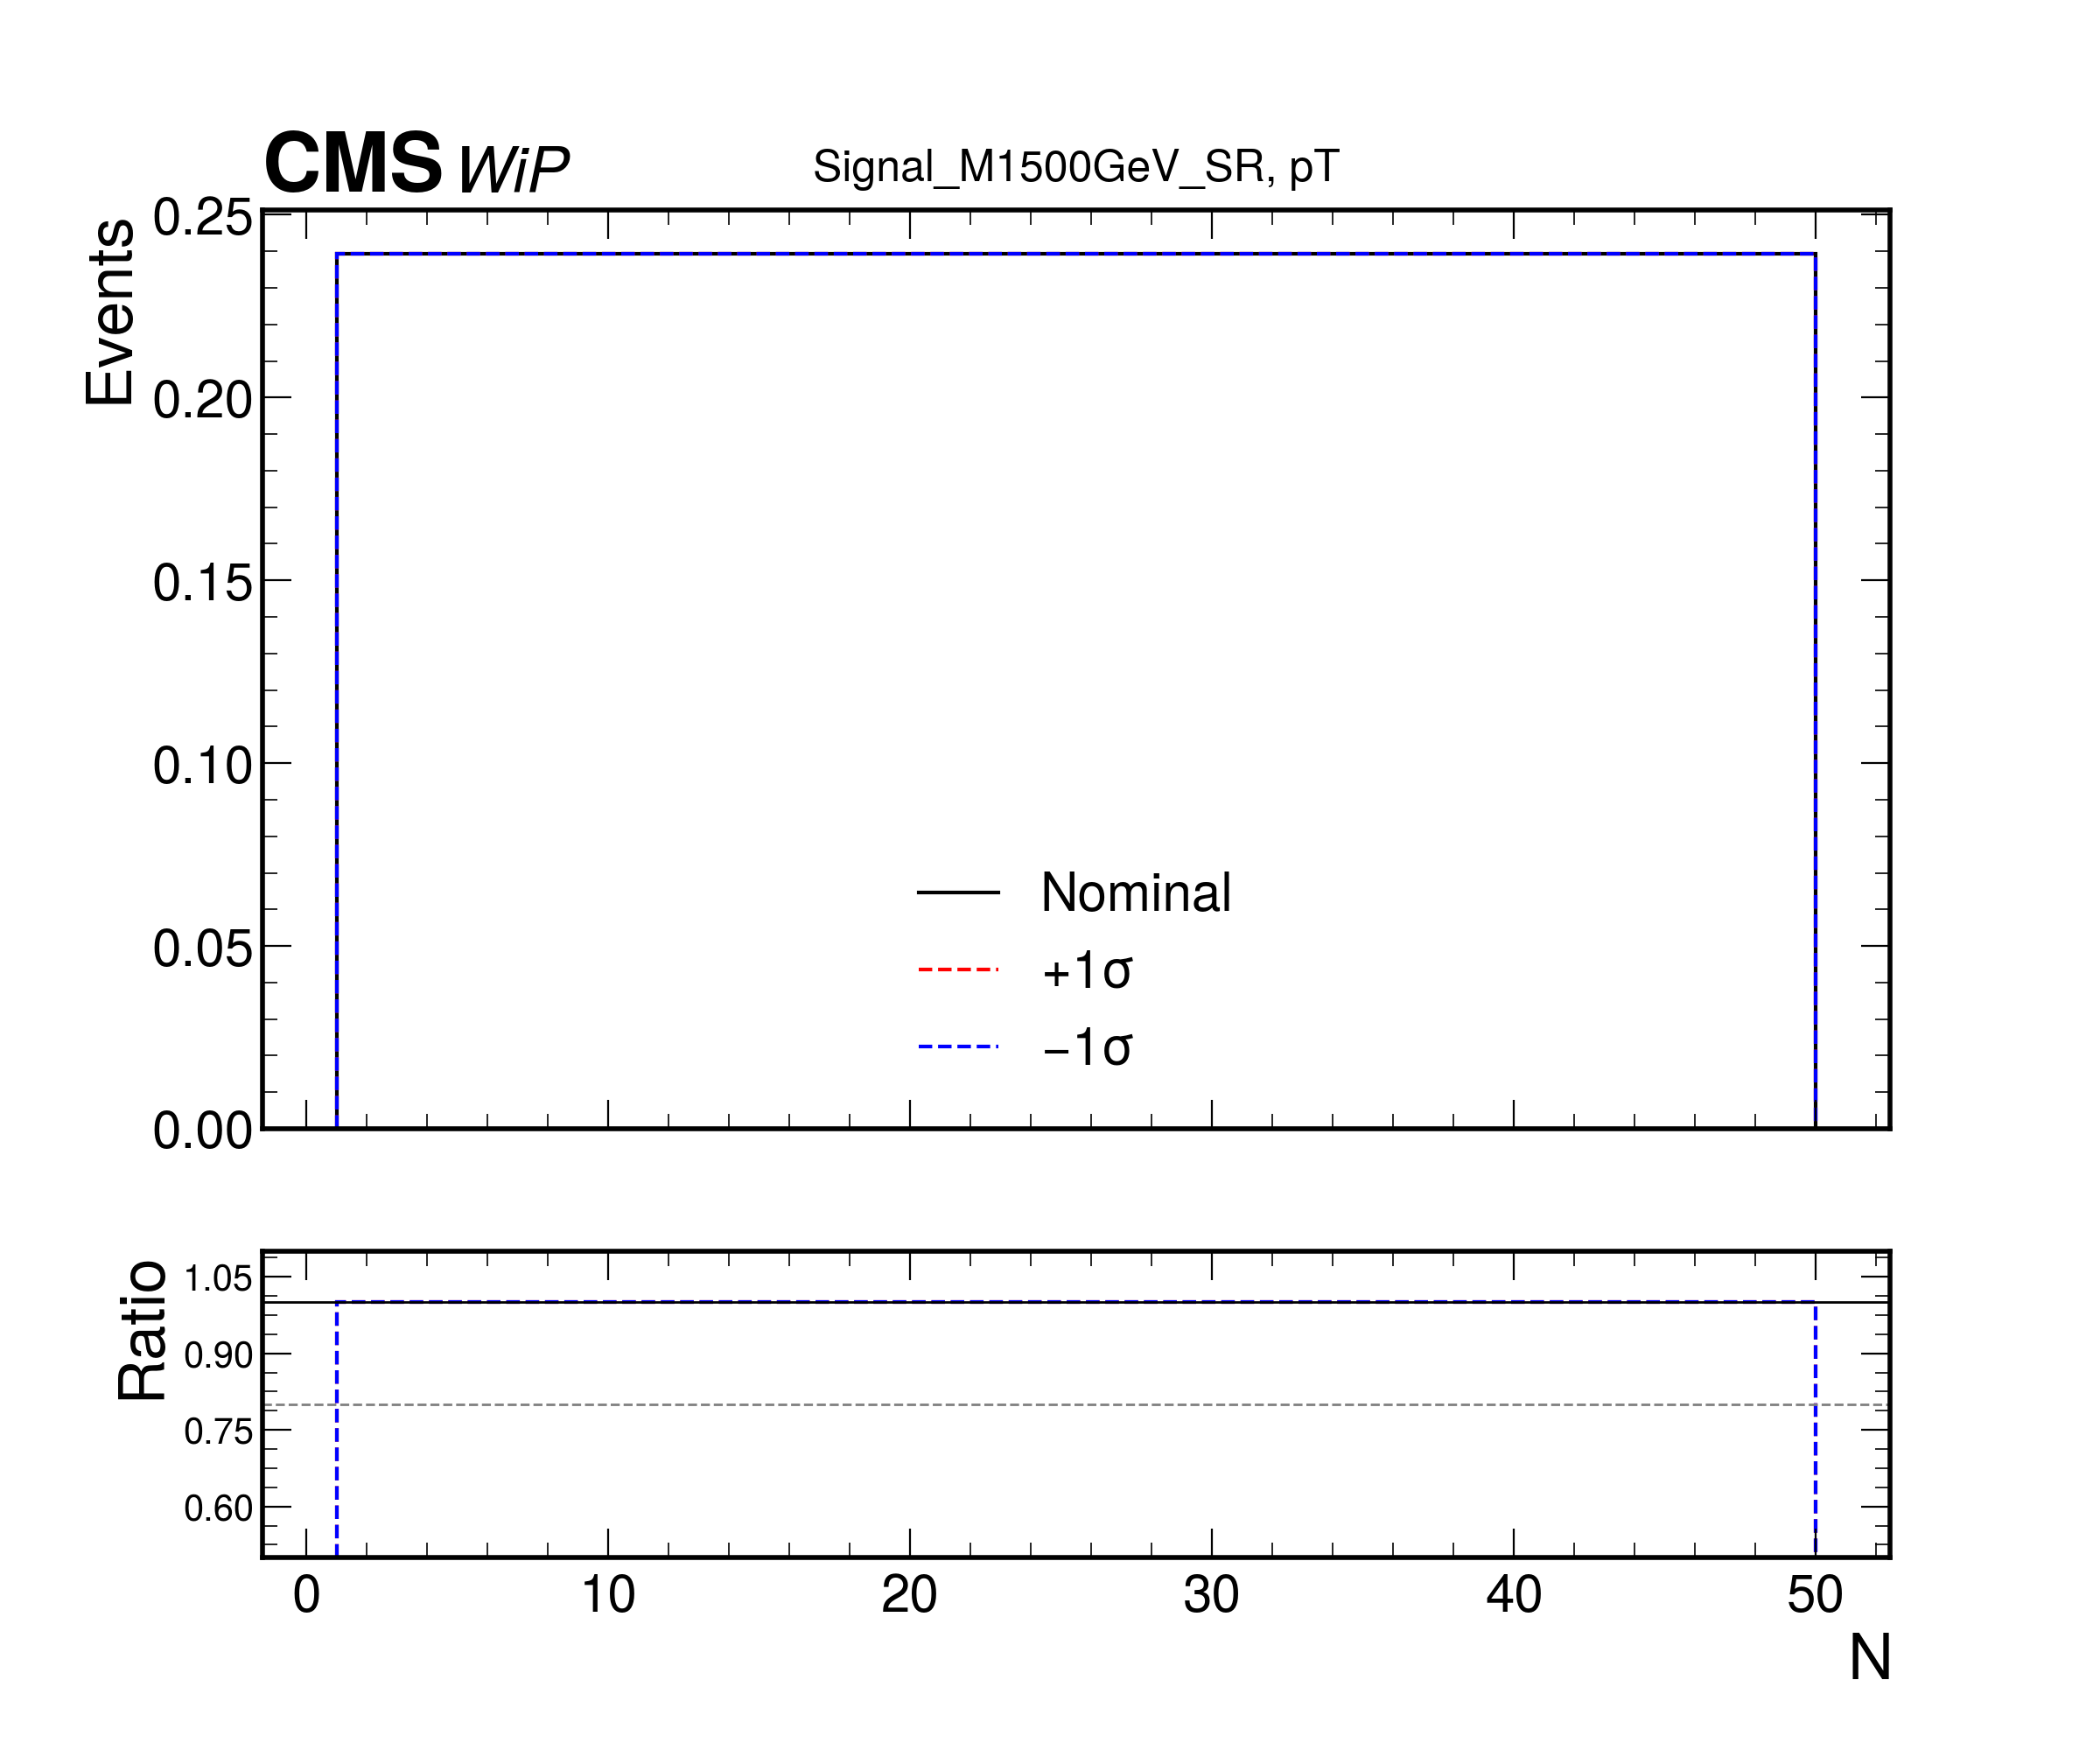 CMS WiP
Signal_M1500GeV_SR, pT
Events
0.25
0.20
0.15
0.10
0.05
0.00
Nominal
+1σ
−1σ
Ratio
1.05
0.90
0.75
0.60
0 10 20 30 40 50
N